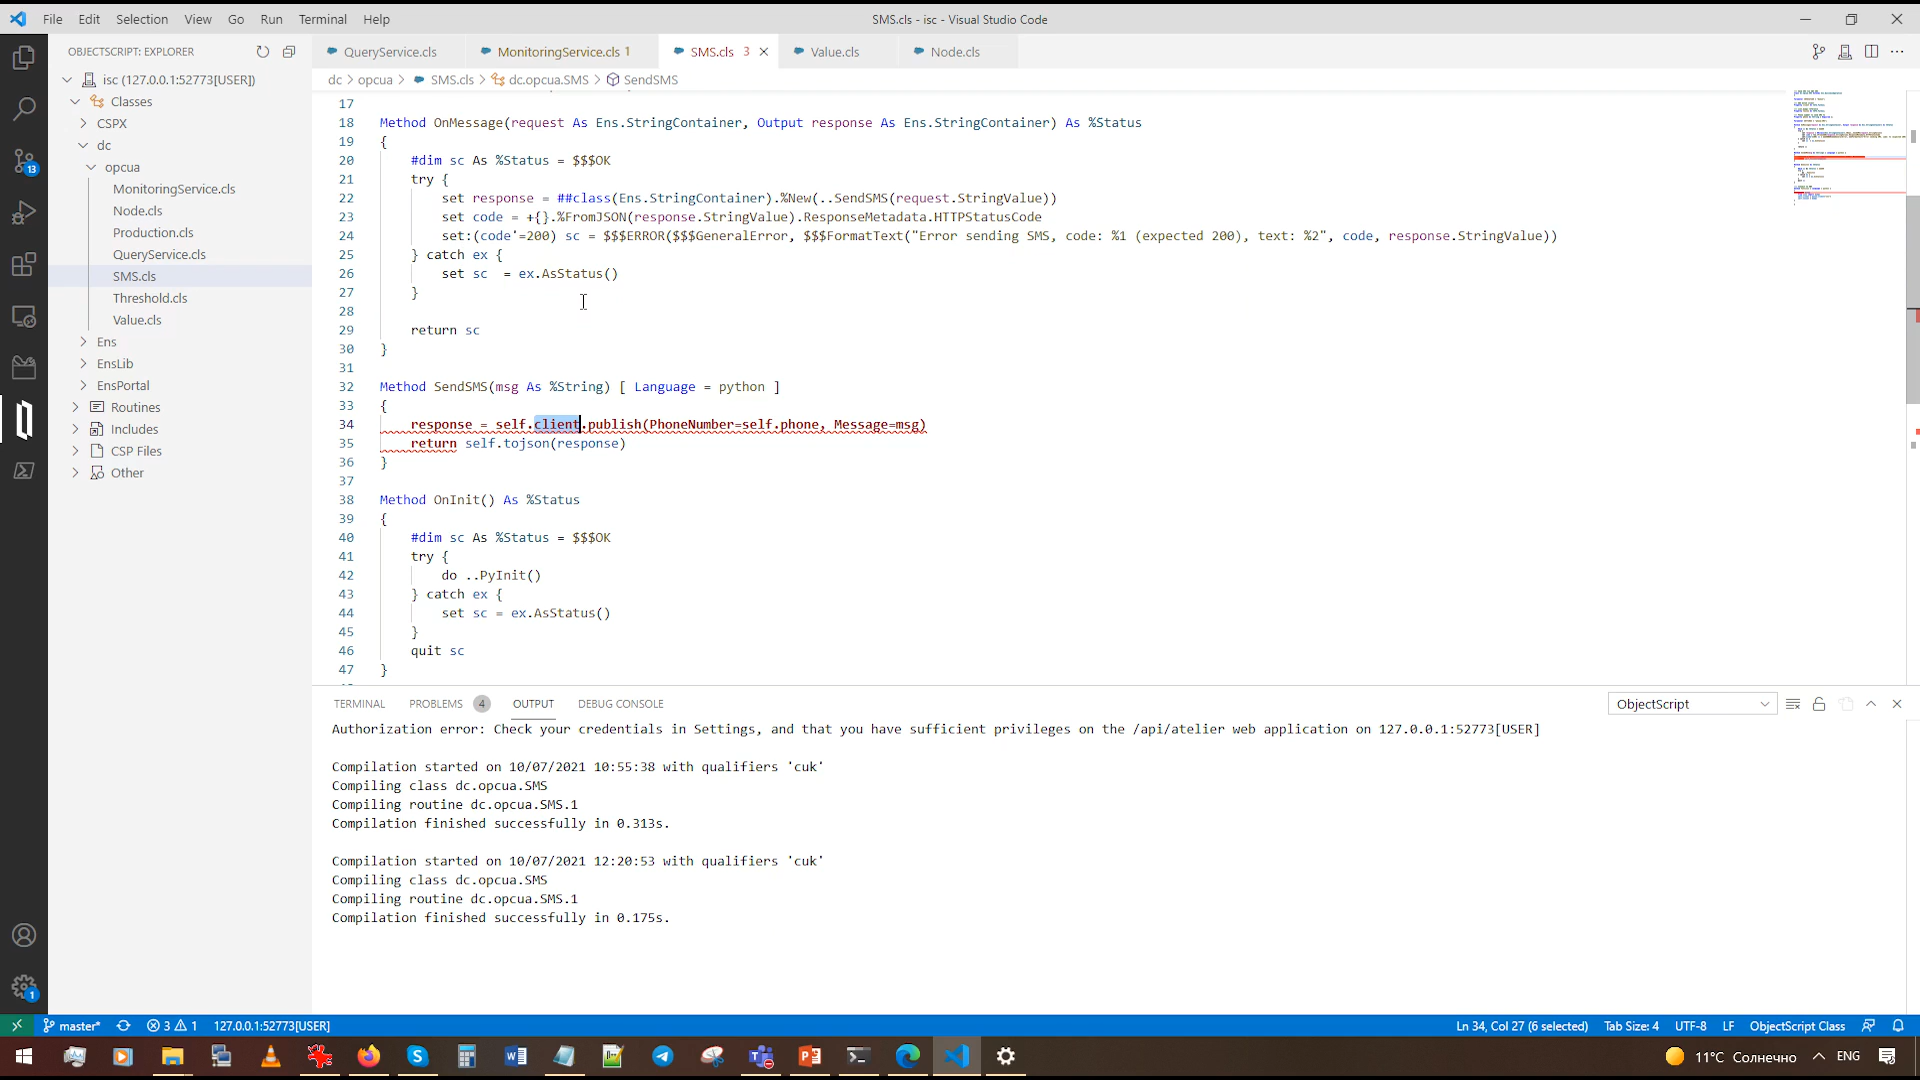 File Edit Selection View Go Run Terminal Help
SMS.cls - isc - Visual Studio Code
OBJECTSCRIPT: EXPLORER
isc (127.0.0.1:52773[USER])
Classes
CSPX
dc
opcua
MonitoringService.cls
Node.cls
Production.cls
QueryService.cls
SMS.cls
Threshold.cls
Value.cls
Ens
EnsLib
EnsPortal
Routines
Includes
CSP Files
Other
13
1
QueryService.cls
MonitoringService.cls 1
SMS.cls 3
Value.cls
Node.cls
dc > opcua > SMS.cls > dc.opcua.SMS > SendSMS
17
18 Method OnMessage(request As Ens.StringContainer, Output response As Ens.StringContainer) As %Status
19 {
20 #dim sc As %Status = $$$OK
21 try {
22 set response = ##class(Ens.StringContainer).%New(..SendSMS(request.StringValue))
23 set code = +{}.%FromJSON(response.StringValue).ResponseMetadata.HTTPStatusCode
24 set:(code'=200) sc = $$$ERROR($$$GeneralError, $$$FormatText("Error sending SMS, code: %1 (expected 200), text: %2", code, response.StringValue))
25 } catch ex {
26 set sc  = ex.AsStatus()
27 }
28
29 return sc
30 }
31
32 Method SendSMS(msg As %String) [ Language = python ]
33 {
34 response = self.client.publish(PhoneNumber=self.phone, Message=msg)
35 return self.tojson(response)
36 }
37
38 Method OnInit() As %Status
39 {
40 #dim sc As %Status = $$$OK
41 try {
42 do ..PyInit()
43 } catch ex {
44 set sc = ex.AsStatus()
45 }
46 quit sc
47 }
TERMINAL PROBLEMS 4 OUTPUT DEBUG CONSOLE
ObjectScript
Authorization error: Check your credentials in Settings, and that you have sufficient privileges on the /api/atelier web application on 127.0.0.1:52773[USER]
Compilation started on 10/07/2021 10:55:38 with qualifiers 'cuk'
Compiling class dc.opcua.SMS
Compiling routine dc.opcua.SMS.1
Compilation finished successfully in 0.313s.
Compilation started on 10/07/2021 12:20:53 with qualifiers 'cuk'
Compiling class dc.opcua.SMS
Compiling routine dc.opcua.SMS.1
Compilation finished successfully in 0.175s.
master* 3 1 127.0.0.1:52773[USER]
Ln 34, Col 27 (6 selected) Tab Size: 4 UTF-8 LF ObjectScript Class
11°C Солнечно ENG